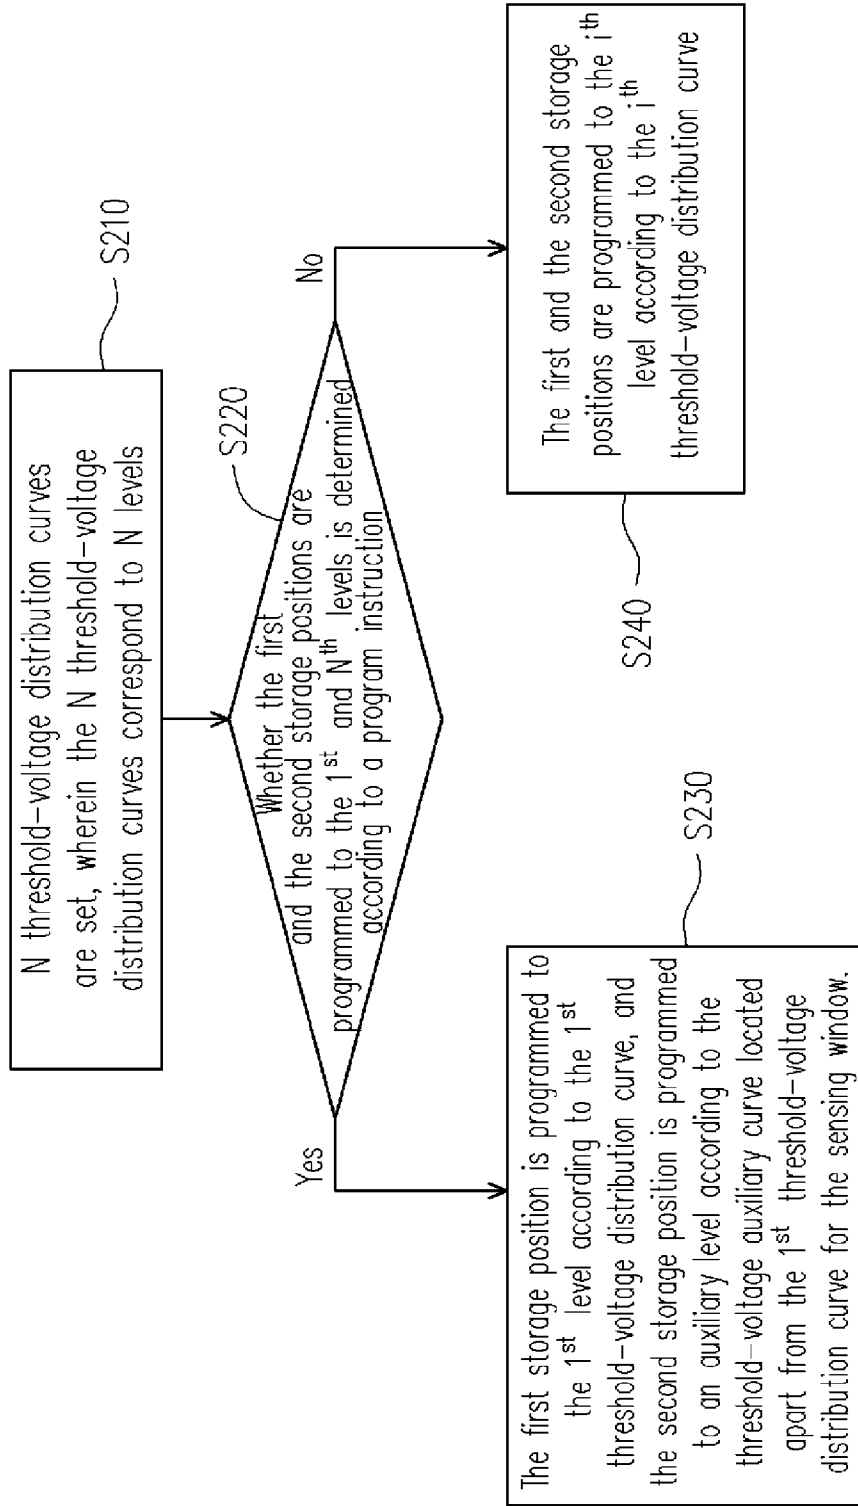 N threshold-voltage distribution curves
are set, wherein the N threshold-voltage
distribution curves correspond to N levels
S210
Whether the first
and the second storage positions are
programmed to the 1st and Nth levels is determined
according to a program instruction
S220
Yes
No
The first storage position is programmed to
the 1st level according to the 1st
threshold-voltage distribution curve, and
the second storage position is programmed
to an auxiliary level according to the
threshold-voltage auxiliary curve located
apart from the 1st threshold-voltage
distribution curve for the sensing window.
S230
The first and the second storage
positions are programmed to the ith
level according to the ith
threshold-voltage distribution curve
S240